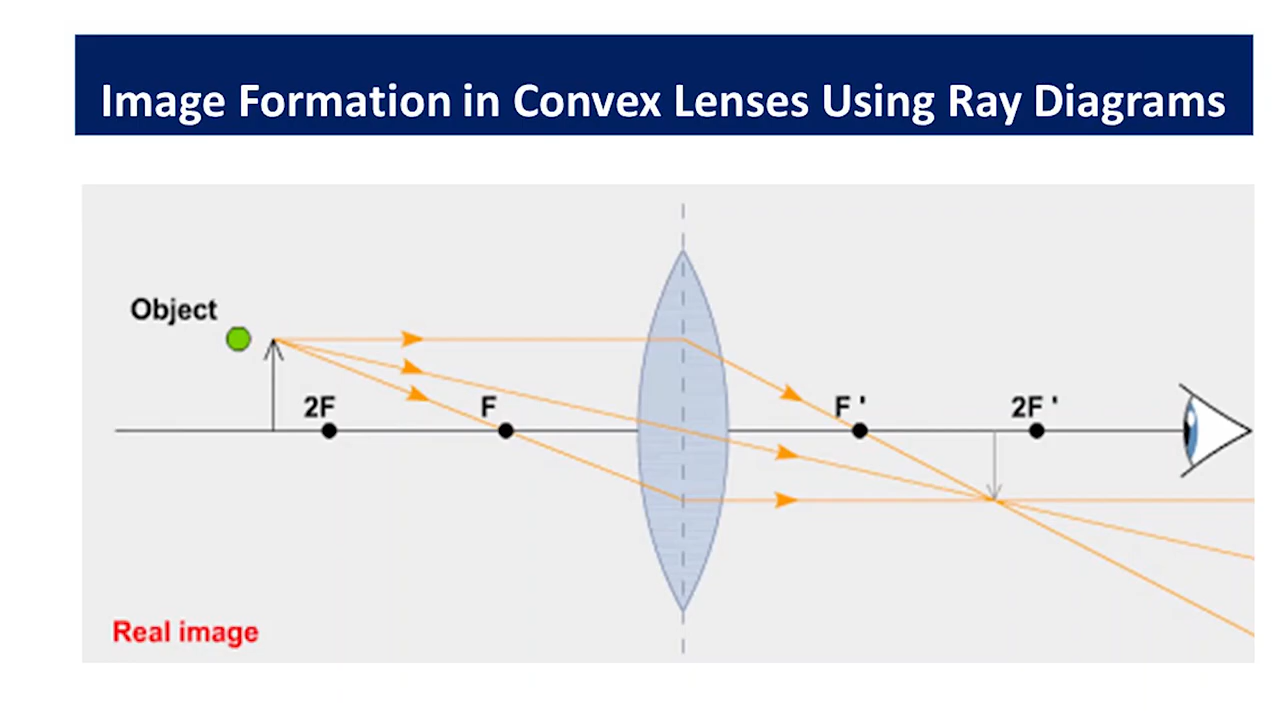 Image Formation in Convex Lenses Using Ray Diagrams
Object
2F
F
F '
2F '
Real image